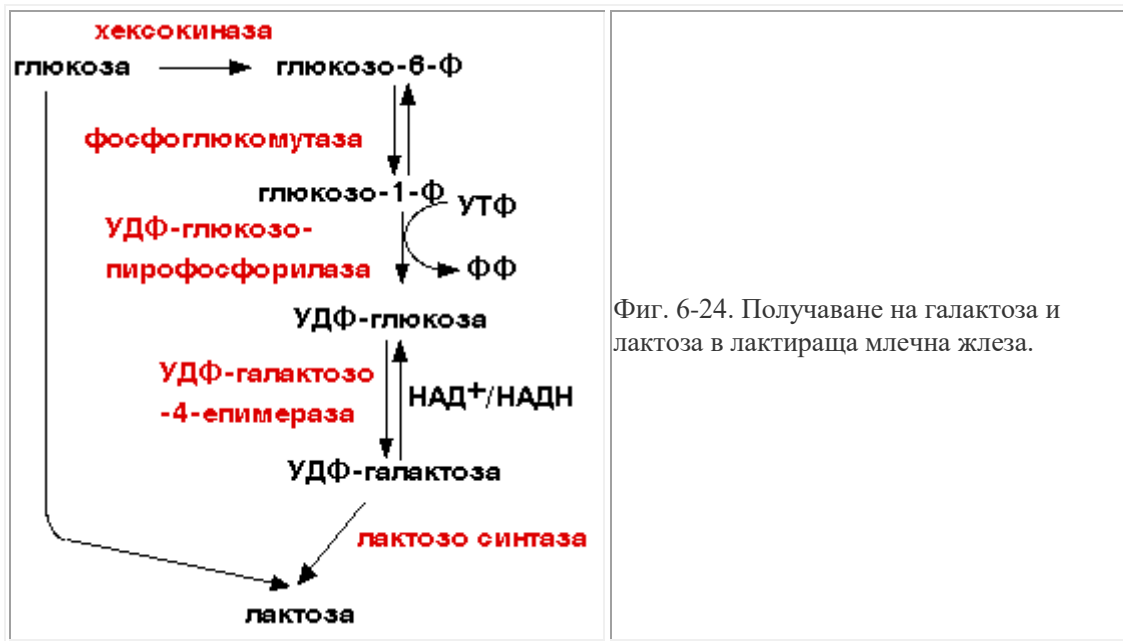 хексокиназа
глюкоза
глюкозо-6-Ф
фосфоглюкомутаза
глюкозо-1-Ф
УТФ
УДФ-глюкозо-
пирофосфорилаза
ФФ
УДФ-глюкоза
УДФ-галактозо
-4-епимераза
НАД+/НАДН
УДФ-галактоза
лактозо синтаза
лактоза
Фиг. 6-24. Получаване на галактоза и
лактоза в лактираща млечна жлеза.